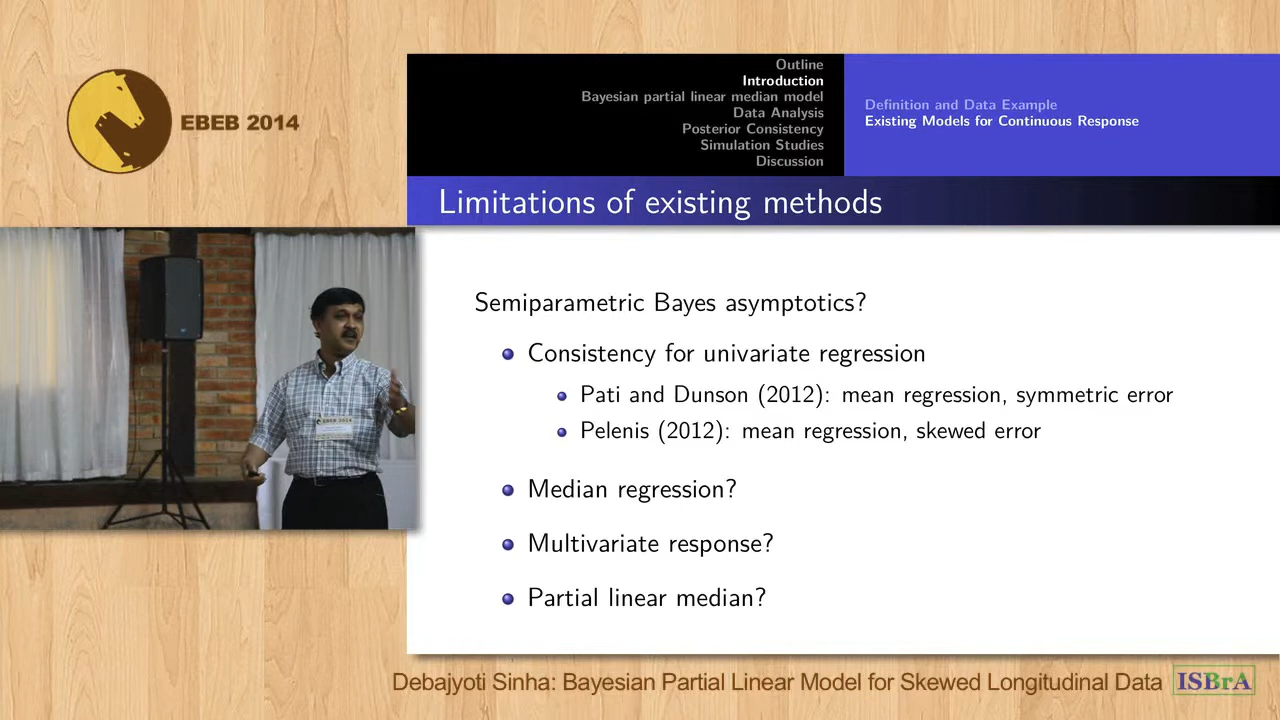 EBEB 2014
Outline
Introduction
Bayesian partial linear median model
Data Analysis
Posterior Consistency
Simulation Studies
Discussion
Definition and Data Example
Existing Models for Continuous Response
Limitations of existing methods
Semiparametric Bayes asymptotics?
Consistency for univariate regression
Pati and Dunson (2012): mean regression, symmetric error
Pelenis (2012): mean regression, skewed error
Median regression?
Multivariate response?
Partial linear median?
EBEB 2014
Debajyoti Sinha: Bayesian Partial Linear Model for Skewed Longitudinal Data
ISBrA